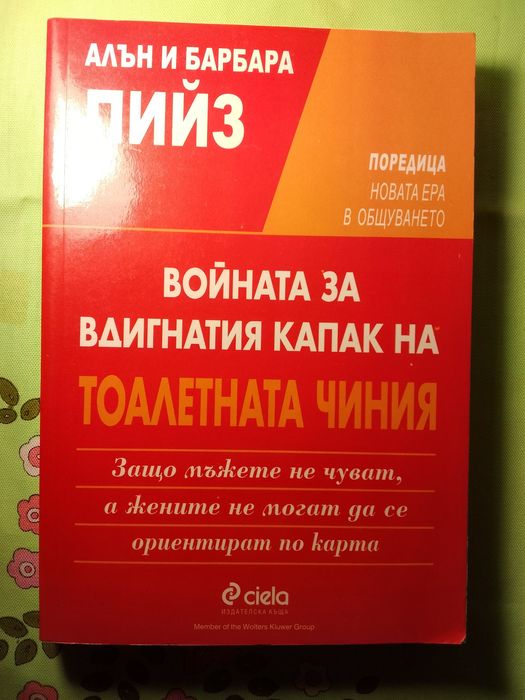 АЛЪН И БАРБАРА
ПИЙЗ
ПОРЕДИЦА
НОВАТА ЕРА
В ОБЩУВАНЕТО
ВОЙНАТА ЗА
ВДИГНАТИЯ КАПАК НА
ТОАЛЕТНАТА ЧИНИЯ
Защо мъжете не чуват,
а жените не могат да се
ориентират по карта
ciela
ИЗДАТЕЛСКА КЪЩА
Member of the Wolters Kluwer Group